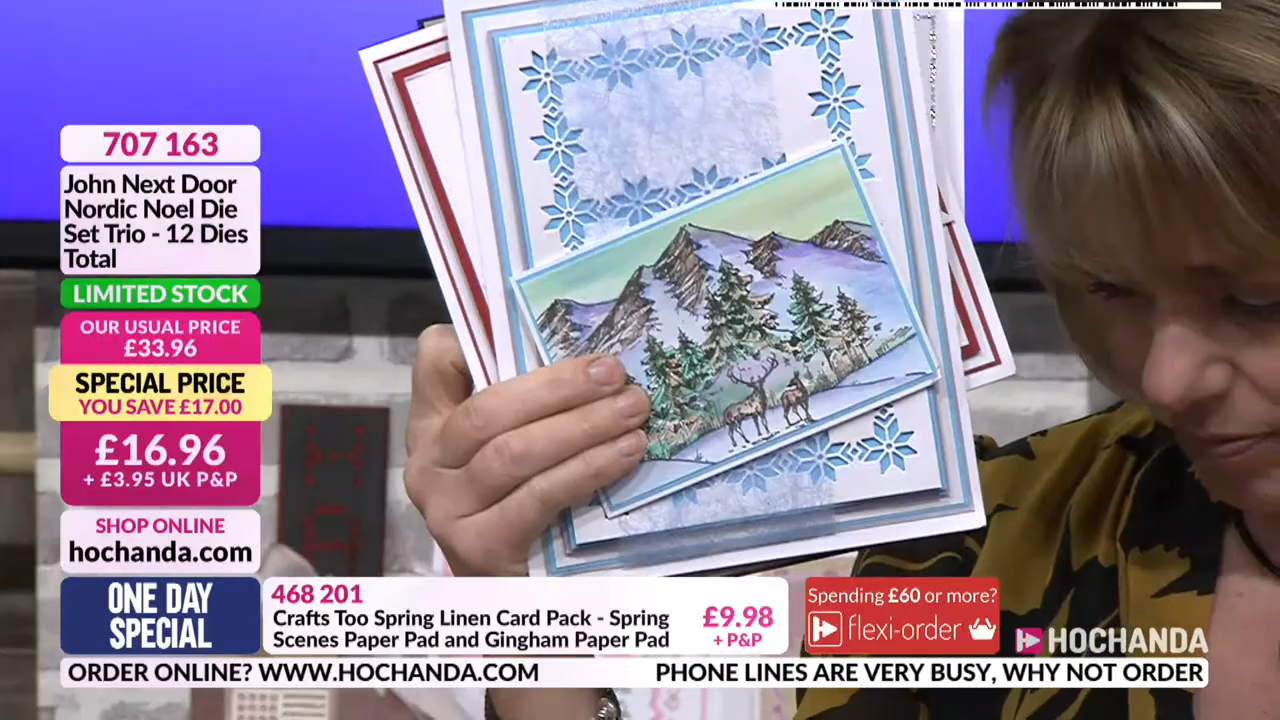 707 163
John Next Door
Nordic Noel Die
Set Trio - 12 Dies
Total
LIMITED STOCK
OUR USUAL PRICE
£33.96
SPECIAL PRICE
YOU SAVE £17.00
£16.96
+ £3.95 UK P&P
SHOP ONLINE
hochanda.com
ONE DAY
SPECIAL
468 201
Crafts Too Spring Linen Card Pack - Spring
Scenes Paper Pad and Gingham Paper Pad
£9.98
+ P&P
Spending £60 or more?
flexi-order
HOCHANDA
ORDER ONLINE? WWW.HOCHANDA.COM
PHONE LINES ARE VERY BUSY, WHY NOT ORDER